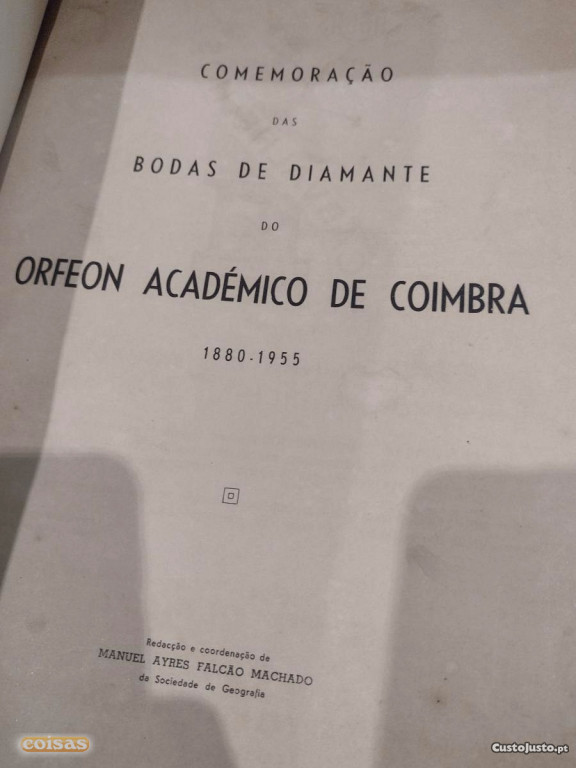 COMEMORAÇÃO
DAS
BODAS DE DIAMANTE
DO
ORFEON ACADÉMICO DE COIMBRA
1880-1955
Redacção e coordenação de
MANUEL AYRES FALCÃO MACHADO
da Sociedade de Geografia
coisas
CustoJusto.pt